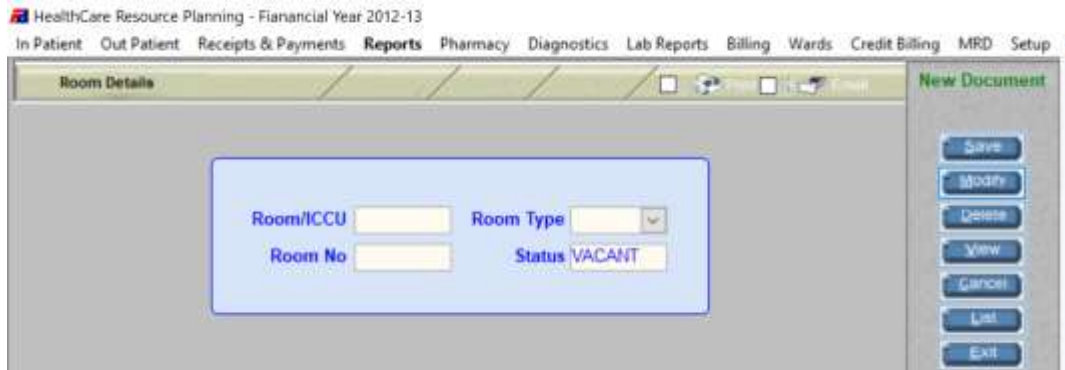 HealthCare Resource Planning - Fianancial Year 2012-13
In Patient Out Patient Receipts & Payments Reports Pharmacy Diagnostics Lab Reports Billing Wards Credit Billing MRD Setup
Room Details
New Document
Save
Modify
Delete
View
Cancel
List
Exit
Room/ICCU Room Type
Room No Status VACANT